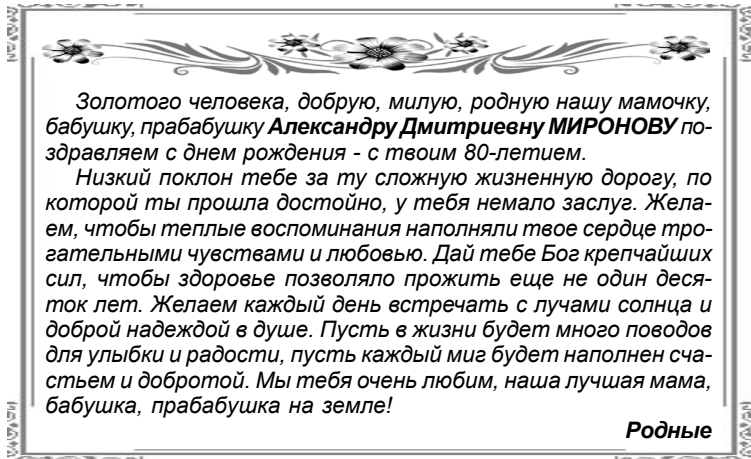 Золотого человека, добрую, милую, родную нашу мамочку,
бабушку, прабабушку Александру Дмитриевну МИРОНОВУ по-
здравляем с днем рождения - с твоим 80-летием.
Низкий поклон тебе за ту сложную жизненную дорогу, по
которой ты прошла достойно, у тебя немало заслуг. Жела-
ем, чтобы теплые воспоминания наполняли твое сердце тро-
гательными чувствами и любовью. Дай тебе Бог крепчайших
сил, чтобы здоровье позволяло прожить еще не один деся-
ток лет. Желаем каждый день встречать с лучами солнца и
доброй надеждой в душе. Пусть в жизни будет много поводов
для улыбки и радости, пусть каждый миг будет наполнен сча-
стьем и добротой. Мы тебя очень любим, наша лучшая мама,
бабушка, прабабушка на земле!
Родные